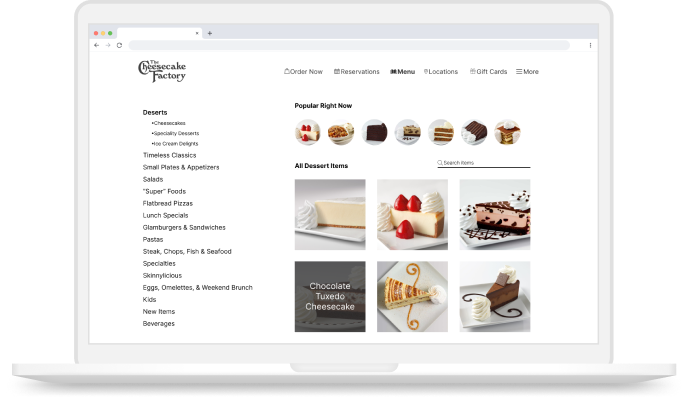 The
Cheesecake
Factory
Order Now Reservations Menu Locations Gift Cards More
Deserts
•Cheesecakes
•Speciality Desserts
•Ice Cream Delights
Timeless Classics
Small Plates & Appetizers
Salads
"Super" Foods
Flatbread Pizzas
Lunch Specials
Glamburgers & Sandwiches
Pastas
Steak, Chops, Fish & Seafood
Specialties
Skinnylicious
Eggs, Omelettes, & Weekend Brunch
Kids
New Items
Beverages
Popular Right Now
All Dessert Items
Search items
Chocolate
Tuxedo
Cheesecake